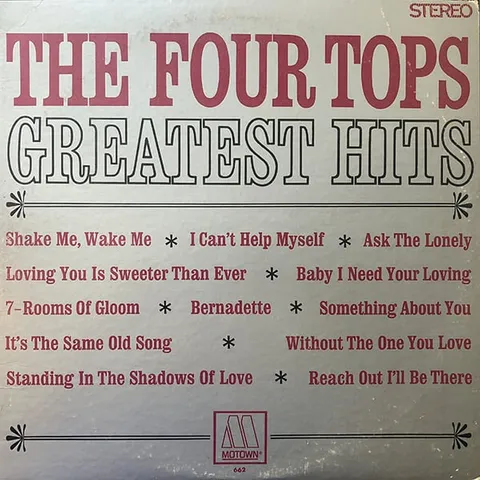 STEREO
THE FOUR TOPS
GREATEST HITS
Shake Me, Wake Me * I Can't Help Myself * Ask The Lonely
Loving You Is Sweeter Than Ever * Baby I Need Your Loving
7-Rooms Of Gloom * Bernadette * Something About You
It's The Same Old Song * Without The One You Love
Standing In The Shadows Of Love * Reach Out I'll Be There
M
MOTOWN®
662